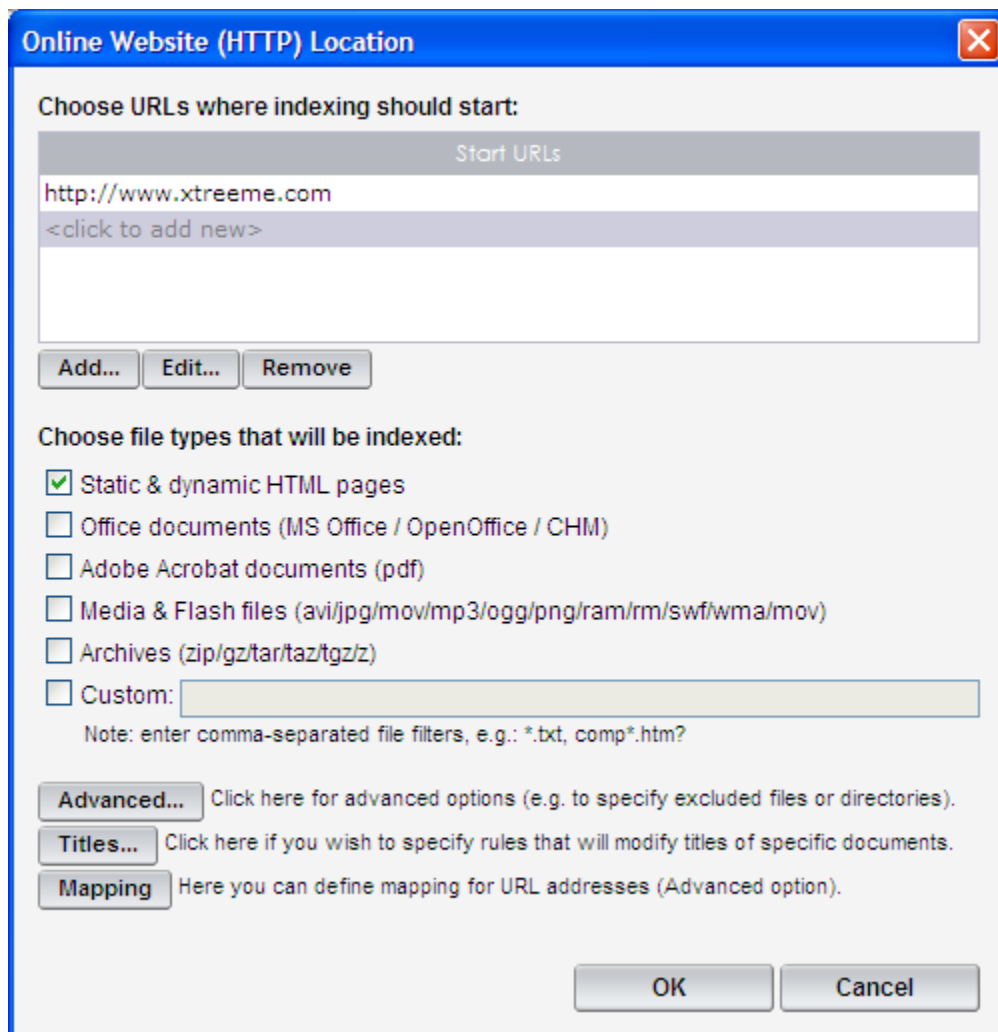 Online Website (HTTP) Location
Choose URLs where indexing should start:
Start URLs
http://www.xtreeme.com
<click to add new>
Add... Edit... Remove
Choose file types that will be indexed:
Static & dynamic HTML pages
Office documents (MS Office / OpenOffice / CHM)
Adobe Acrobat documents (pdf)
Media & Flash files (avi/jpg/mov/mp3/ogg/png/ram/rm/swf/wma/mov)
Archives (zip/gz/tar/taz/tgz/z)
Custom:
Note: enter comma-separated file filters, e.g.: *.txt, comp*.htm?
Advanced... Click here for advanced options (e.g. to specify excluded files or directories).
Titles... Click here if you wish to specify rules that will modify titles of specific documents.
Mapping Here you can define mapping for URL addresses (Advanced option).
OK Cancel